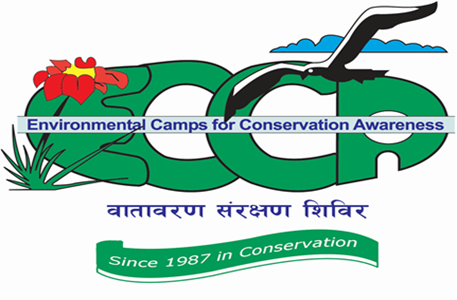 ECCA
Environmental Camps for Conservation Awareness
वातावरण संरक्षण शिविर
Since 1987 in Conservation